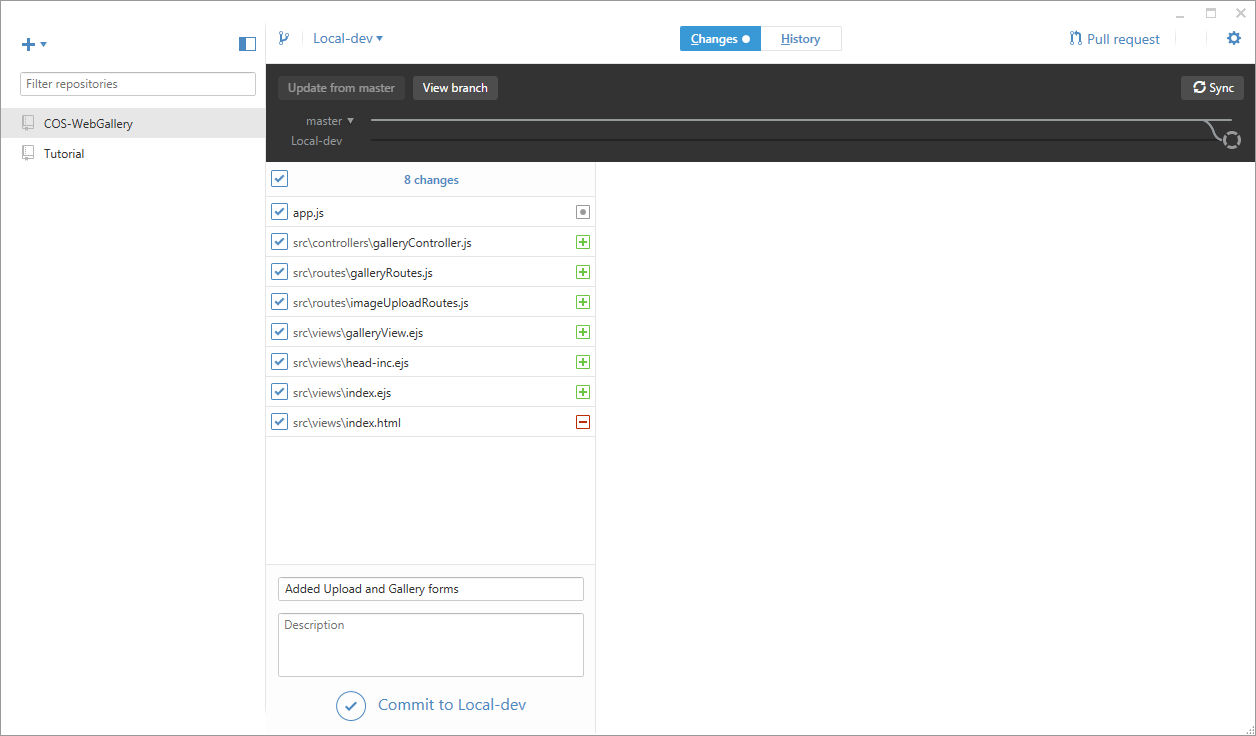 Local-dev
Changes
History
Pull request
Filter repositories
COS-WebGallery
Tutorial
Update from master
View branch
Sync
master
Local-dev
8 changes
app.js
src\controllers\galleryController.js
src\routes\galleryRoutes.js
src\routes\imageUploadRoutes.js
src\views\galleryView.ejs
src\views\head-inc.ejs
src\views\index.ejs
src\views\index.html
Added Upload and Gallery forms
Description
Commit to Local-dev